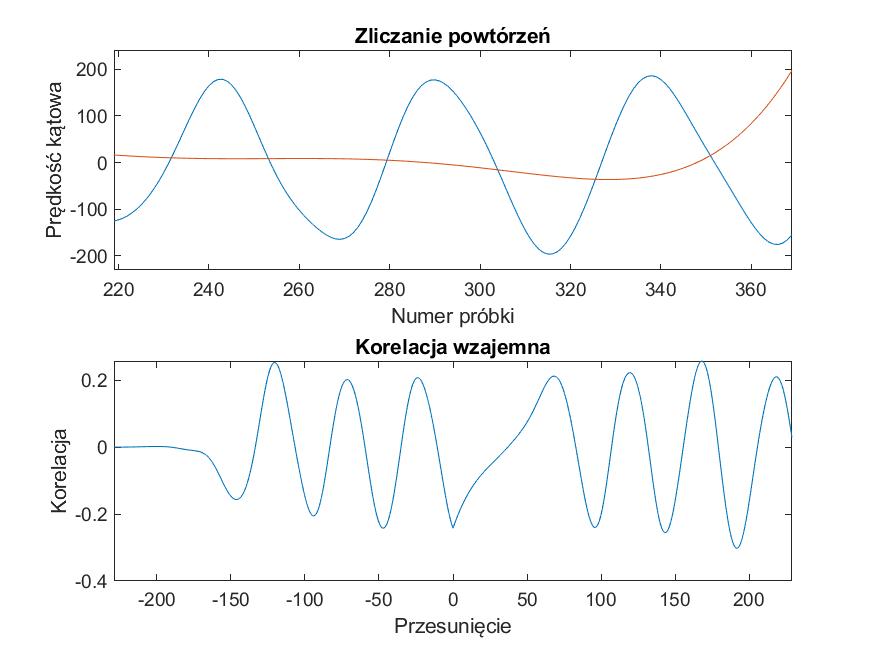 Zliczanie powtórzeń
Prędkość kątowa
200
100
0
-100
-200
220 240 260 280 300 320 340 360
Numer próbki
Korelacja wzajemna
Korelacja
0.2
0
-0.2
-0.4
-200 -150 -100 -50 0 50 100 150 200
Przesunięcie